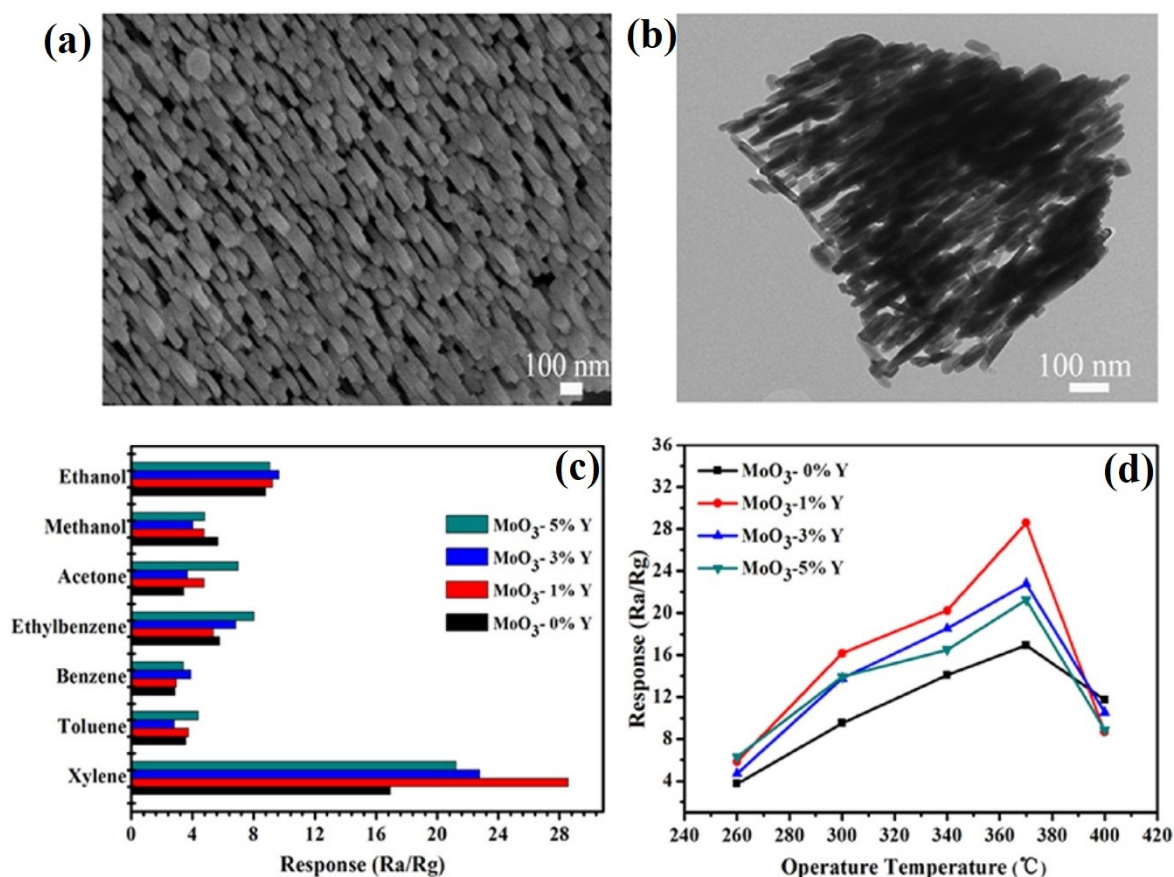 (a)
100 nm
(b)
100 nm
(c)
Ethanol
Methanol
Acetone
Ethylbenzene
Benzene
Toluene
Xylene
MoO₃- 5% Y
MoO₃- 3% Y
MoO₃- 1% Y
MoO₃- 0% Y
0 4 8 12 16 20 24 28
Response (Ra/Rg)
(d)
MoO₃- 0% Y
MoO₃-1% Y
MoO₃-3% Y
MoO₃-5% Y
Response (Ra/Rg)
36
32
28
24
20
16
12
8
4
240 260 280 300 320 340 360 380 400 420
Operature Temperature (℃)